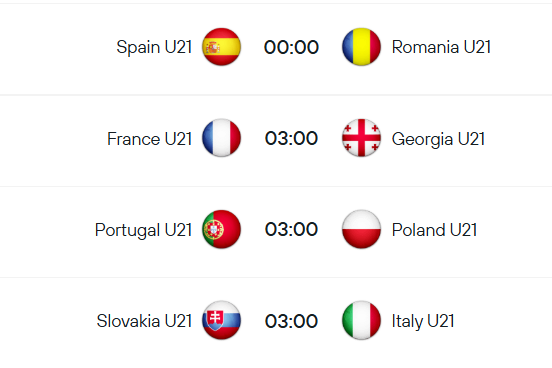 Spain U21 00:00 Romania U21
France U21 03:00 Georgia U21
Portugal U21 03:00 Poland U21
Slovakia U21 03:00 Italy U21